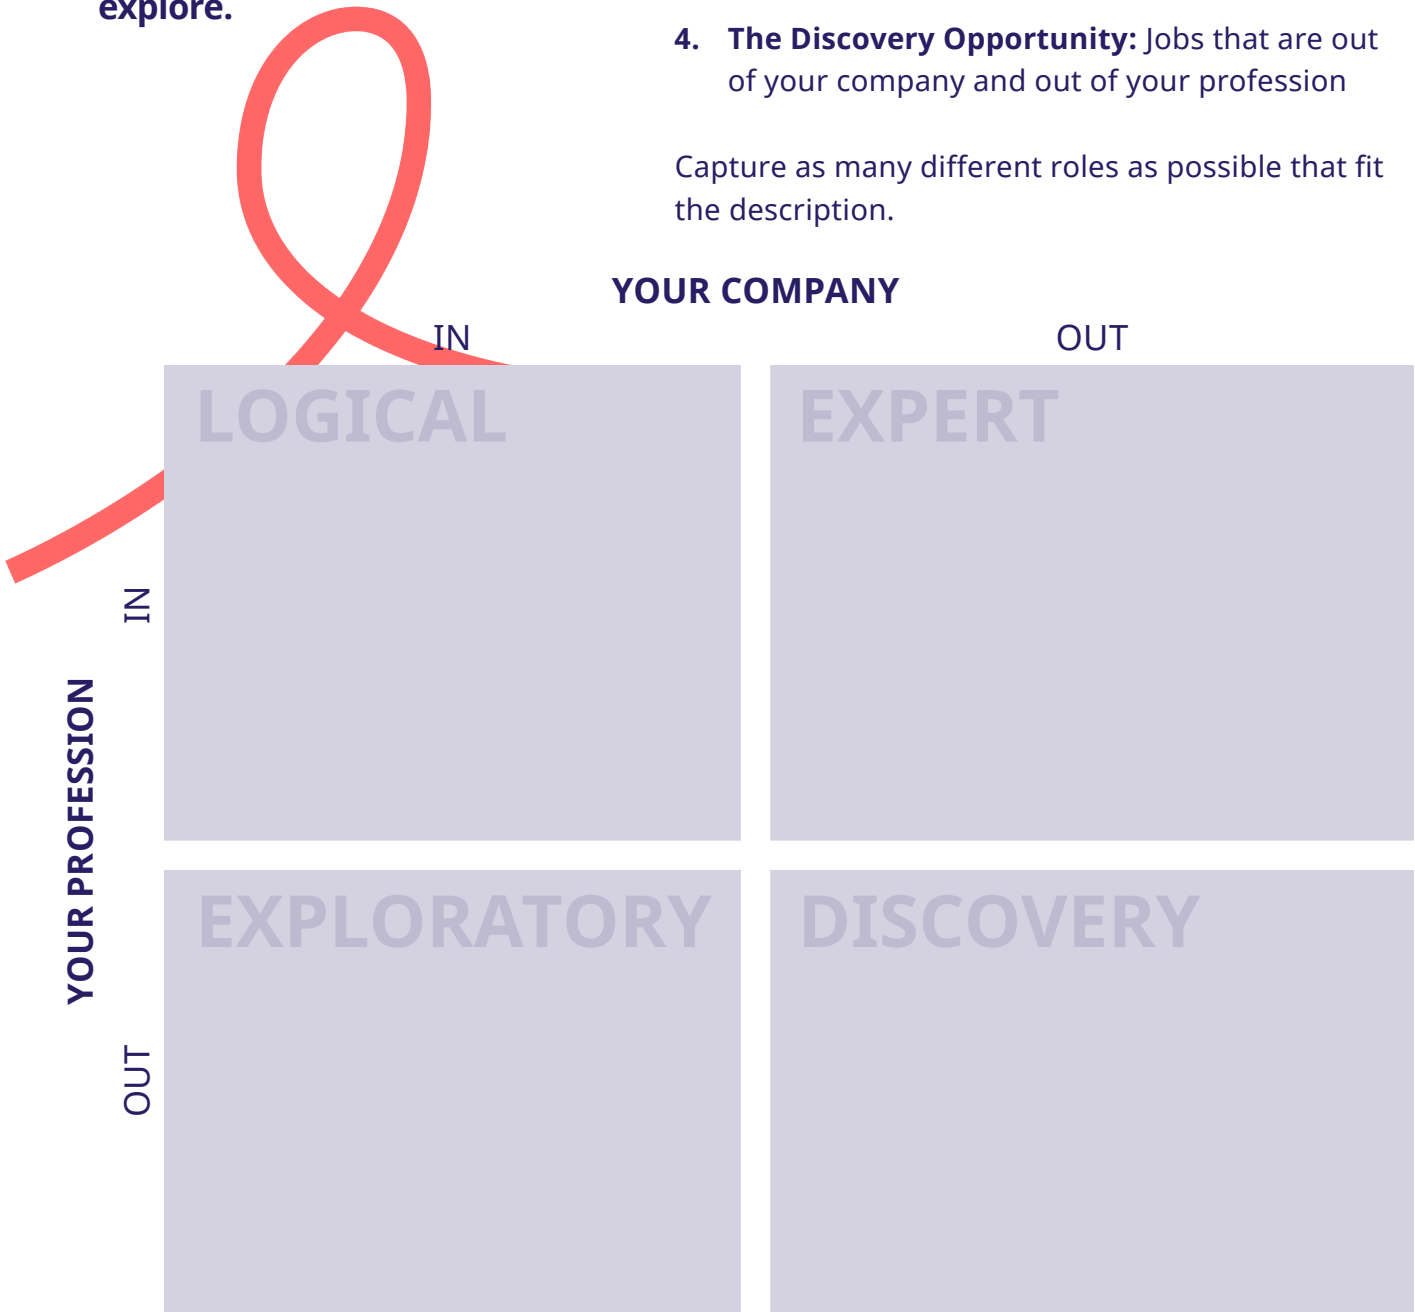 explore.
4. The Discovery Opportunity: Jobs that are out
of your company and out of your profession
Capture as many different roles as possible that fit
the description.
YOUR COMPANY
IN
OUT
LOGICAL
EXPERT
IN
YOUR PROFESSION
EXPLORATORY
DISCOVERY
OUT